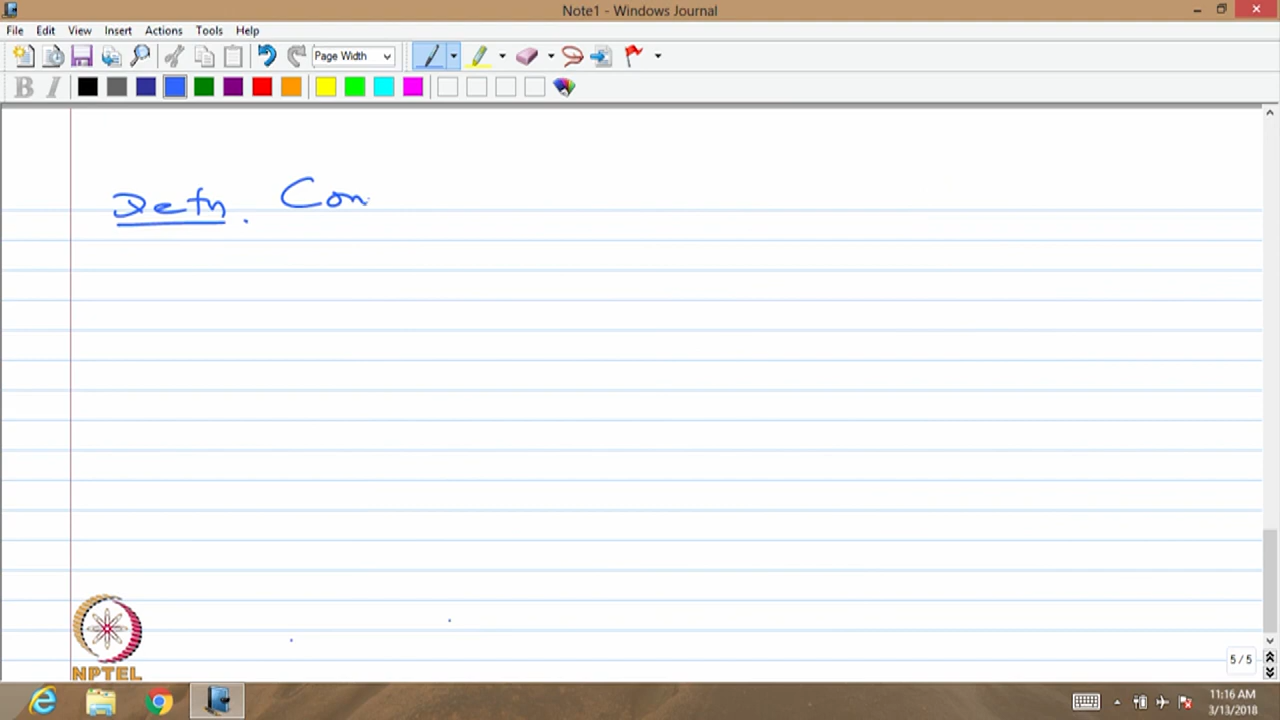 Note1 - Windows Journal
File Edit View Insert Actions Tools Help
Page Width
B I
Defn. Con
NPTEL
5 / 5
11:16 AM
3/13/2018